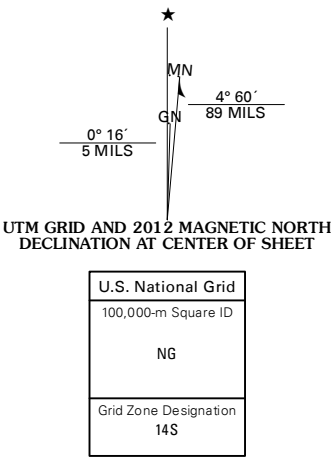 MN
4° 60´
89 MILS
GN
0° 16´
5 MILS
UTM GRID AND 2012 MAGNETIC NORTH
DECLINATION AT CENTER OF SHEET
U.S. National Grid
100,000-m Square ID
NG
Grid Zone Designation
14S